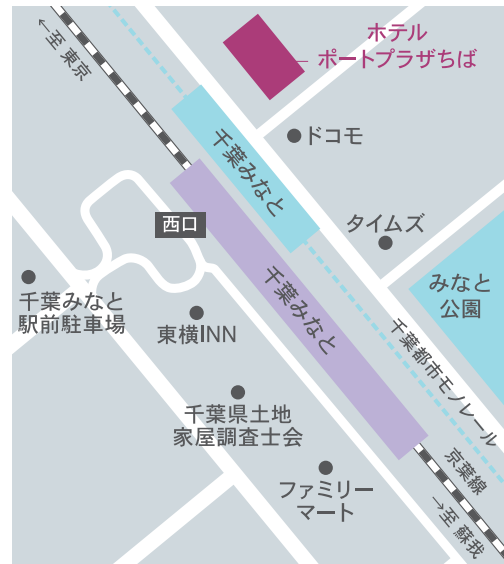 ←至 東京
ホテル
ポートプラザちば
ドコモ
千葉みなと
西口
タイムズ
千葉みなと
みなと
公園
千葉みなと
駅前駐車場
東横INN
千葉都市モノレール
千葉県土地
家屋調査士会
京葉線
ファミリー
マート
→至 蘇我